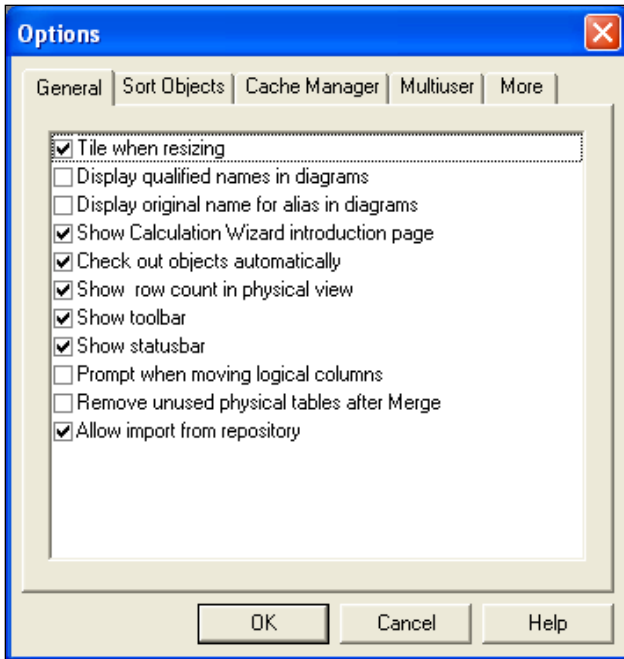 Options
General Sort Objects Cache Manager Multiuser More
Tile when resizing
Display qualified names in diagrams
Display original name for alias in diagrams
Show Calculation Wizard introduction page
Check out objects automatically
Show row count in physical view
Show toolbar
Show statusbar
Prompt when moving logical columns
Remove unused physical tables after Merge
Allow import from repository
OK Cancel Help